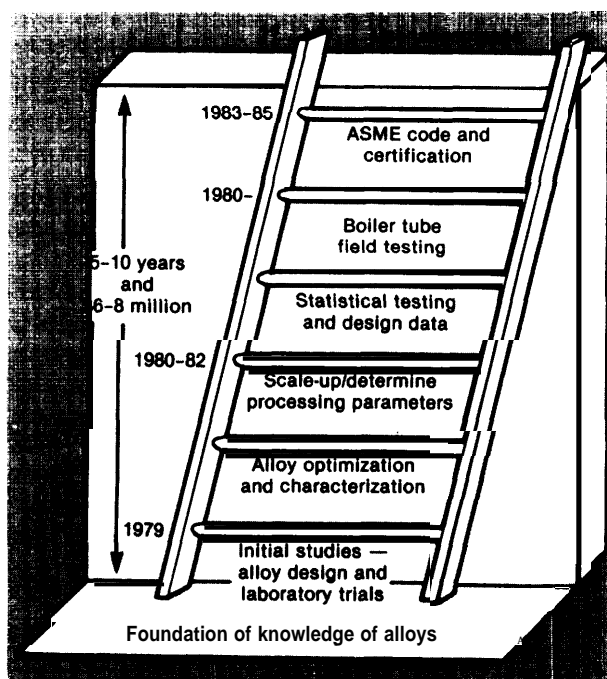 1983-85
ASME code and
certification
1980-
Boiler tube
field testing
5-10 years
and
6-8 million
Statistical testing
and design data
1980-82
Scale-up/determine
processing parameters
Alloy optimization
and characterization
1979
Initial studies —
alloy design and
laboratory trials
Foundation of knowledge of alloys